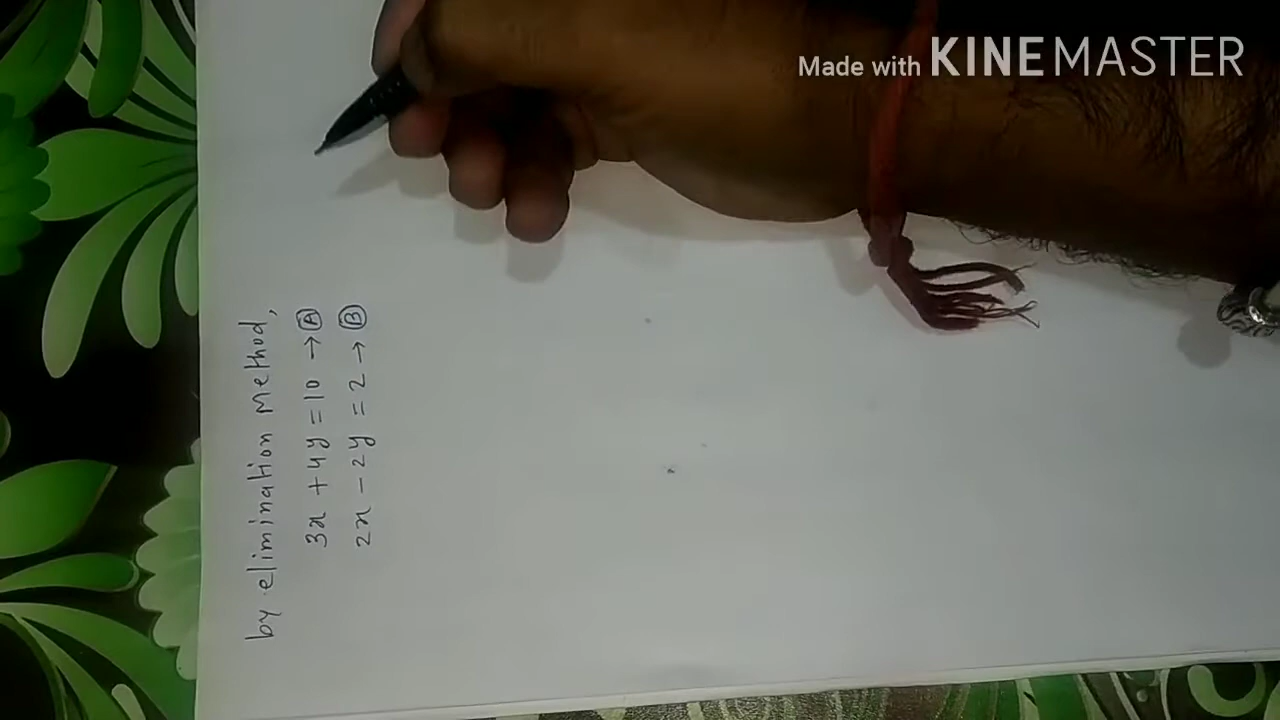 Made with KINEMASTER
by elimination Method,
3x + 4y = 10 → Ⓐ
2x - 2y = 2 → Ⓑ